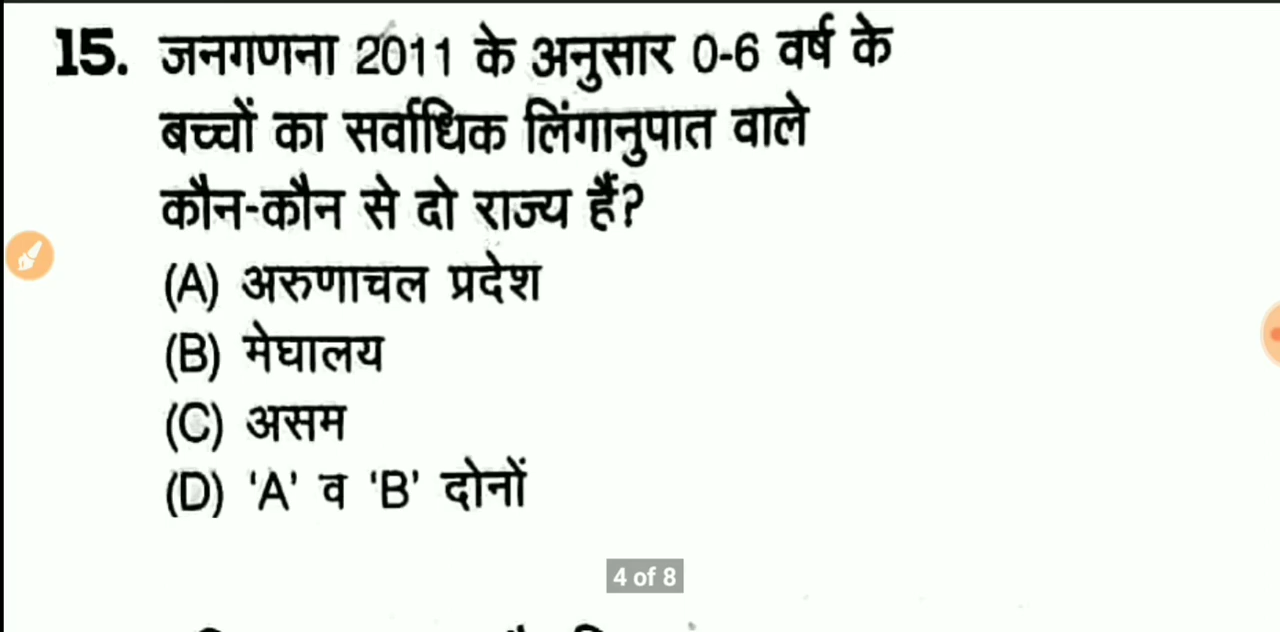 15. जनगणना 2011 के अनुसार 0-6 वर्ष के
बच्चों का सर्वाधिक लिंगानुपात वाले
कौन-कौन से दो राज्य हैं?
(A) अरुणाचल प्रदेश
(B) मेघालय
(C) असम
(D) 'A' व 'B' दोनों
4 of 8